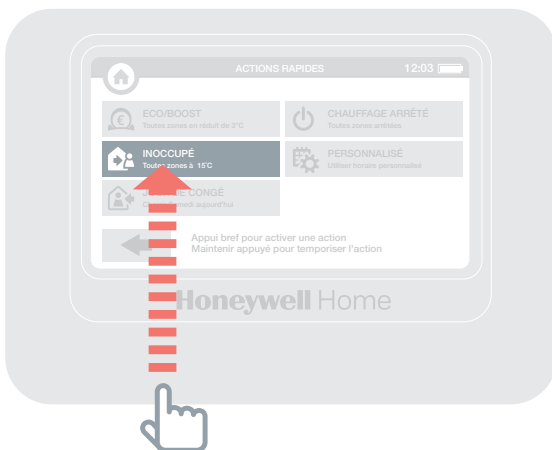 ACTIONS RAPIDES 12:03
ECO/BOOST
Toutes zones en réduit de 3°C
CHAUFFAGE ARRÊTÉ
Toutes zones arrêtées
INOCCUPÉ
Toutes zones à 15°C
PERSONNALISÉ
Utiliser horaire personnalisé
DE CONGÉ
aujourd'hui
Appui bref pour activer une action
Maintenir appuyé pour temporiser l'action
Honeywell Home